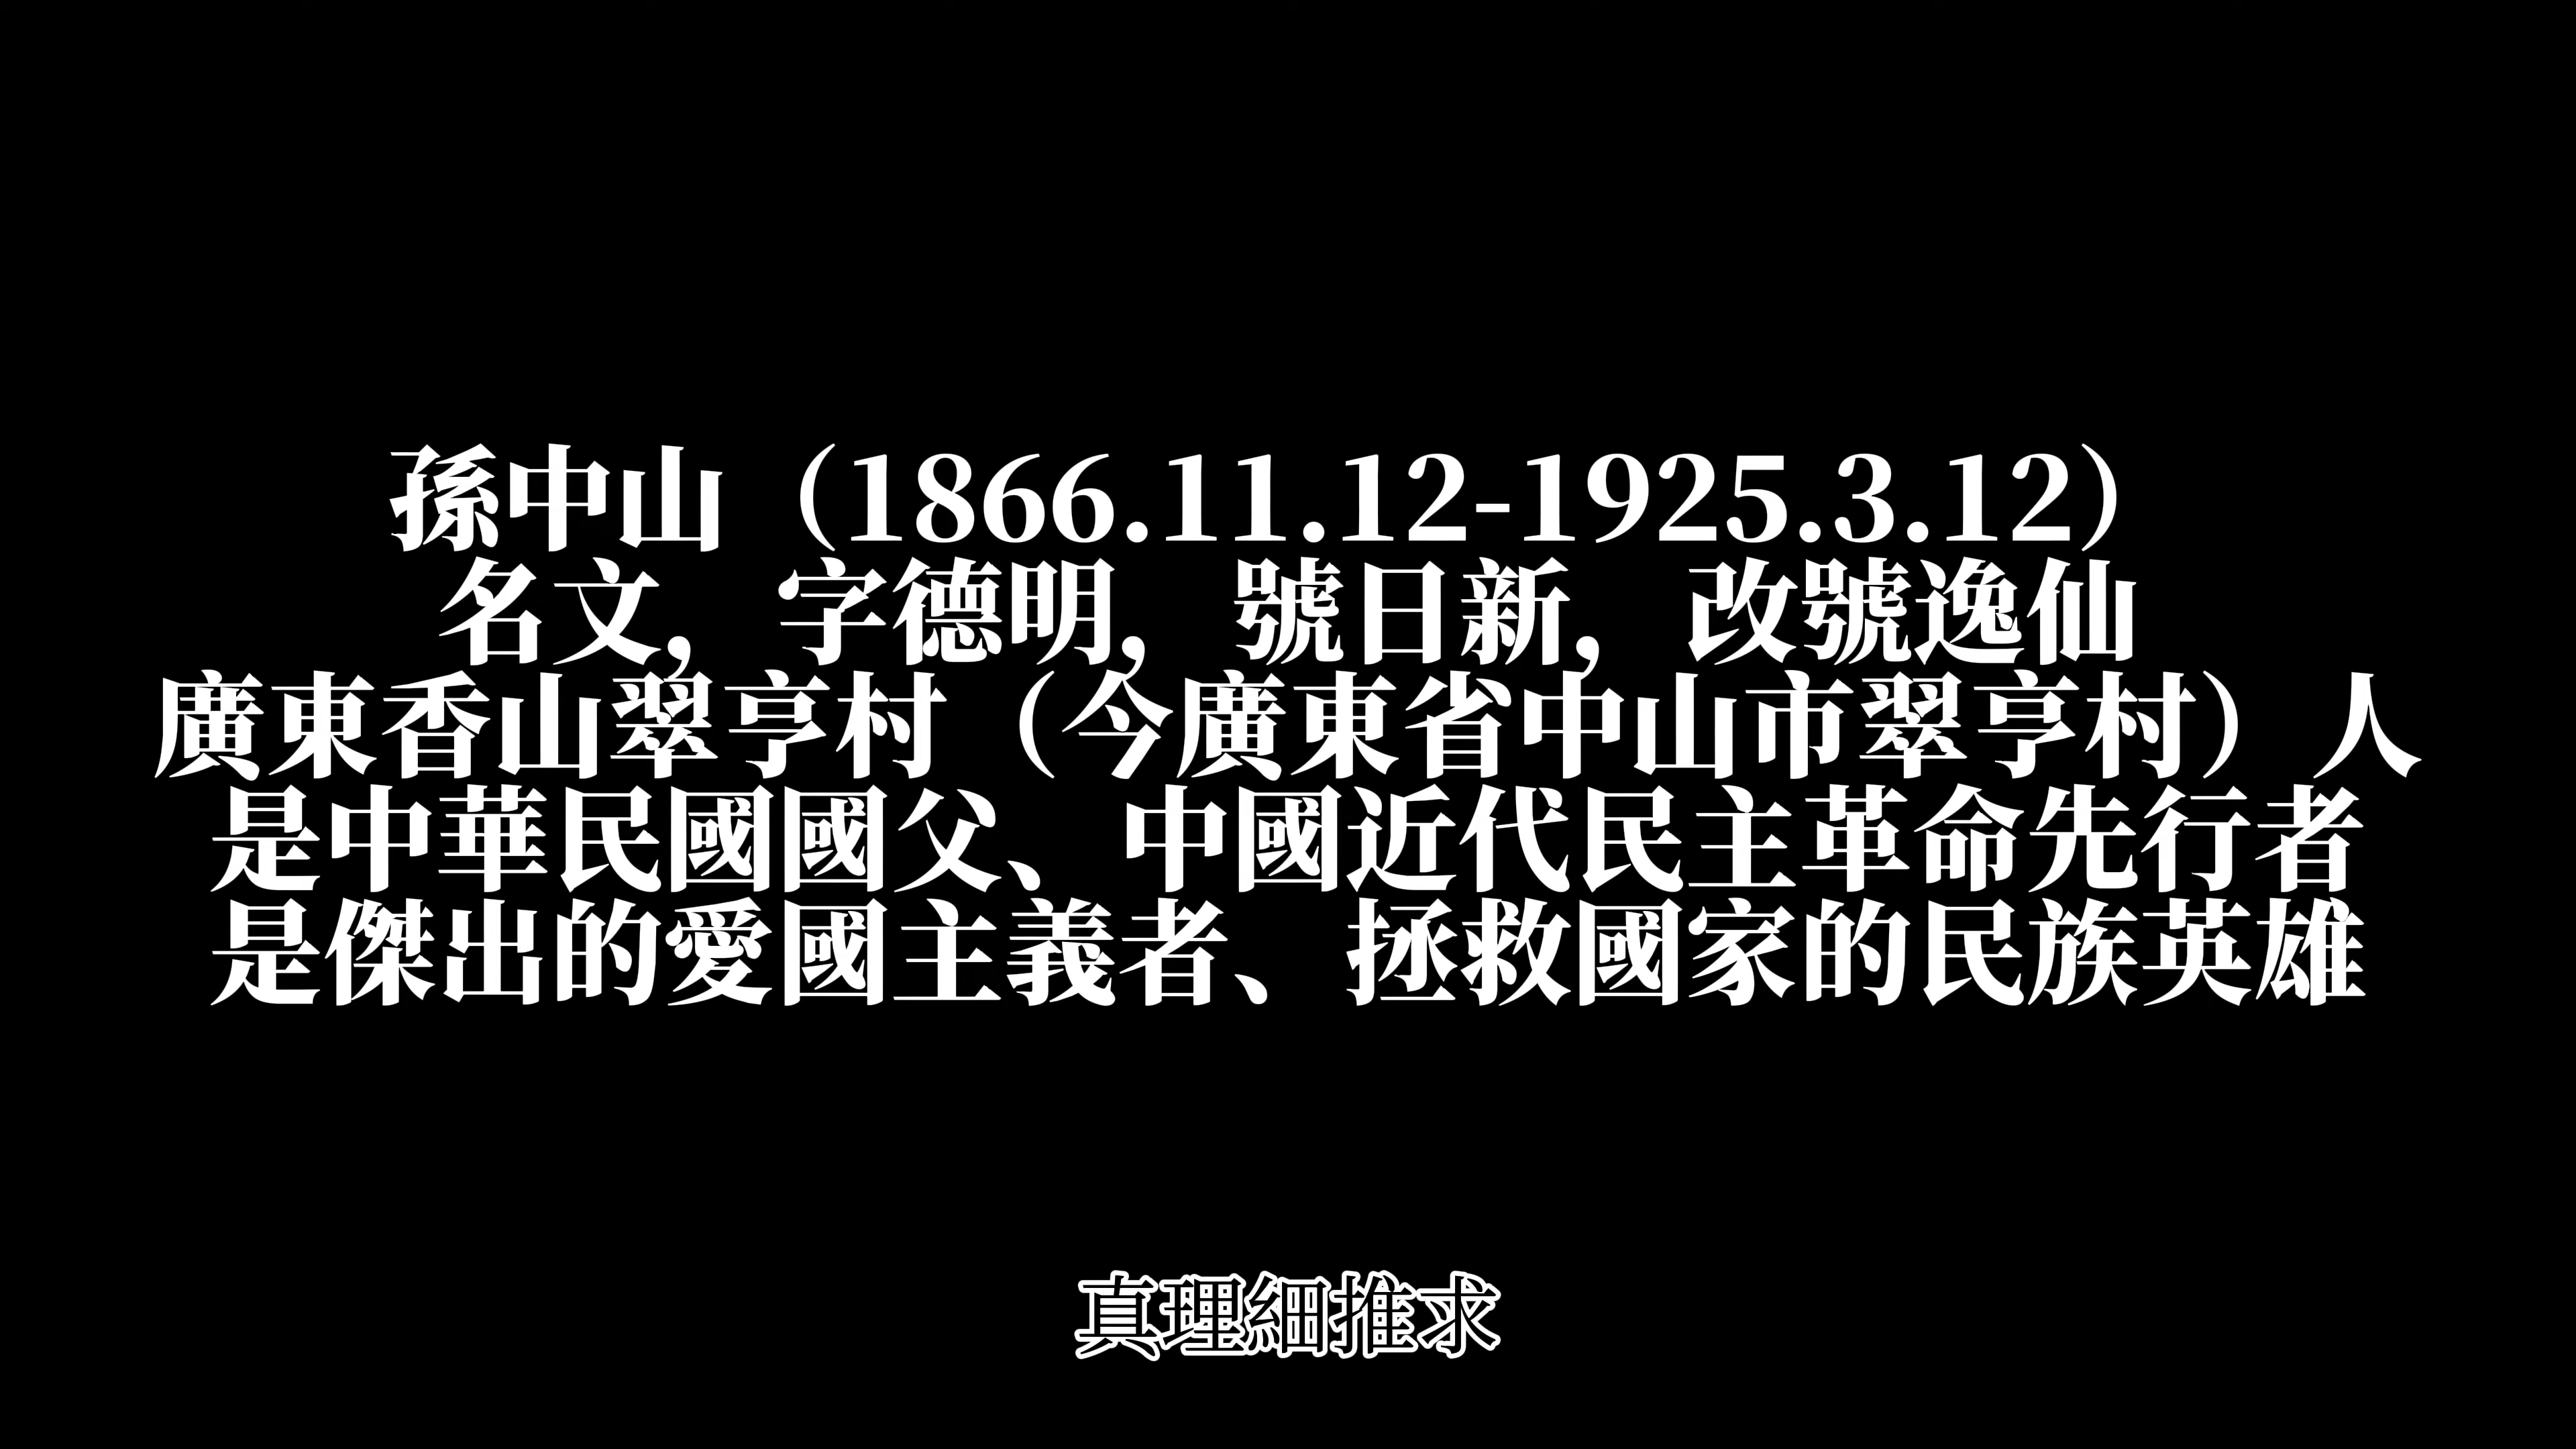 孫中山（1866.11.12-1925.3.12）
名文，字德明，號日新，改號逸仙
廣東香山翠亨村（今廣東省中山市翠亨村）人
是中華民國國父、中國近代民主革命先行者
是傑出的愛國主義者、拯救國家的民族英雄
真理細推求